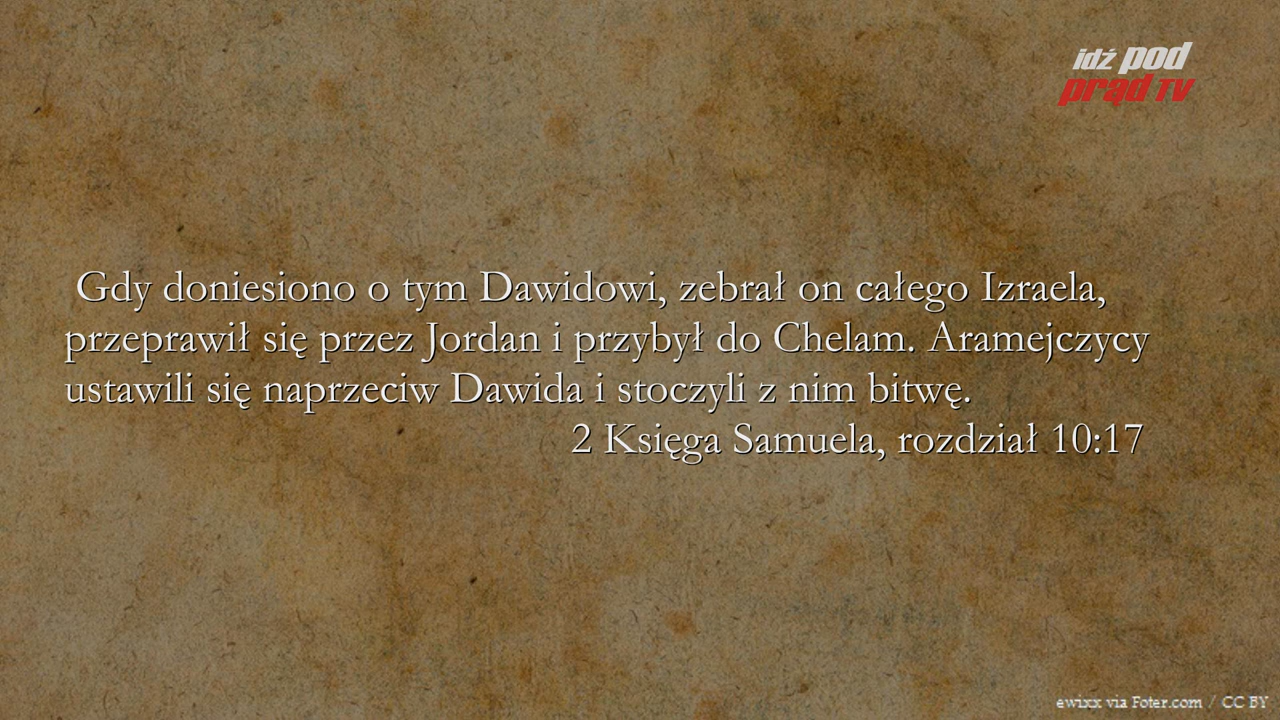 idź pod
prąd TV
Gdy doniesiono o tym Dawidowi, zebrał on całego Izraela,
przeprawił się przez Jordan i przybył do Chelam. Aramejczycy
ustawili się naprzeciw Dawida i stoczyli z nim bitwę.
2 Księga Samuela, rozdział 10:17
ewixx via Foter.com / CC BY